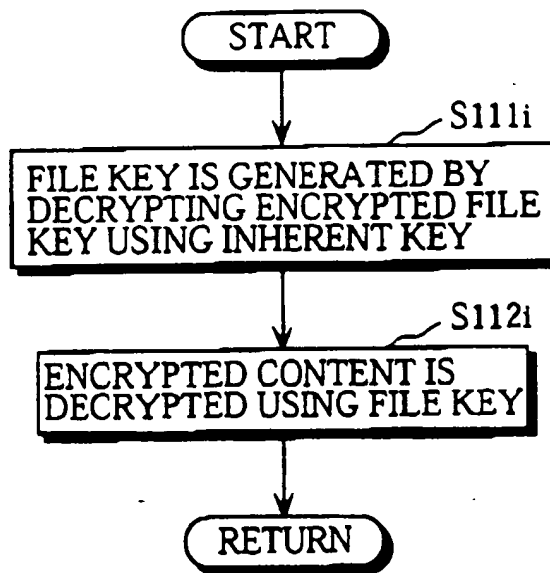 START
S111i
FILE KEY IS GENERATED BY
DECRYPTING ENCRYPTED FILE
KEY USING INHERENT KEY
S112i
ENCRYPTED CONTENT IS
DECRYPTED USING FILE KEY
RETURN